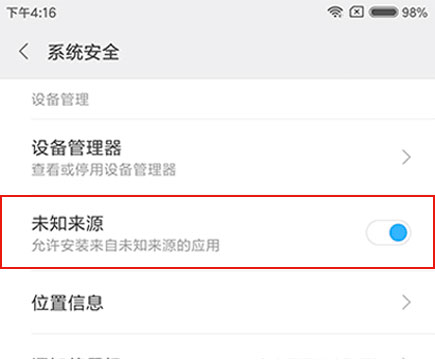 下午4:16
98%
系统安全
设备管理
设备管理器
查看或停用设备管理器
未知来源
允许安装来自未知来源的应用
位置信息